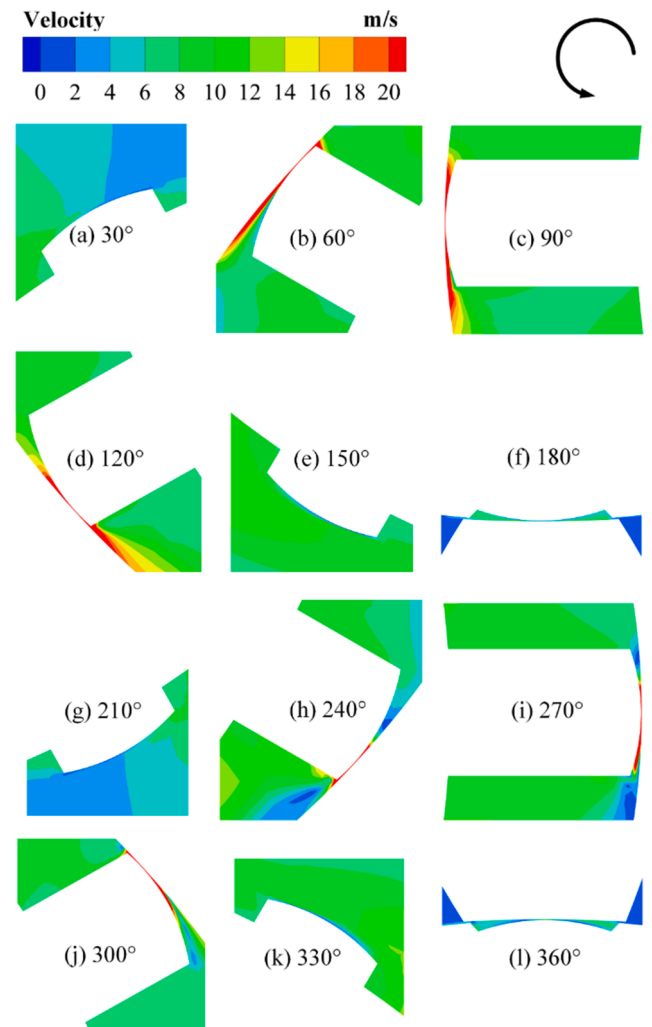 Velocity m/s
0 2 4 6 8 10 12 14 16 18 20
(a) 30°
(b) 60°
(c) 90°
(d) 120°
(e) 150°
(f) 180°
(g) 210°
(h) 240°
(i) 270°
(j) 300°
(k) 330°
(l) 360°